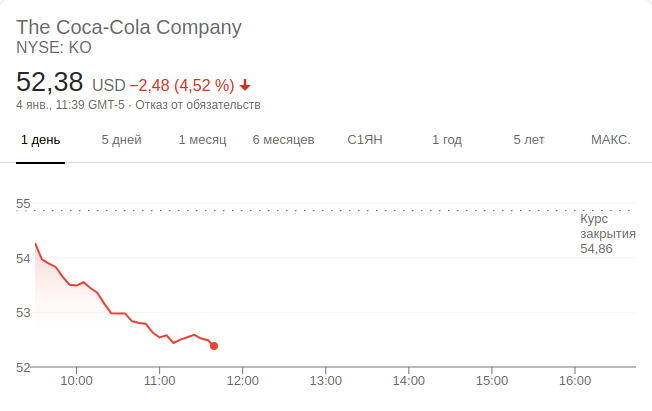 The Coca-Cola Company
NYSE: KO
52,38 USD −2,48 (4,52 %)
4 янв., 11:39 GMT-5 · Отказ от обязательств
1 день 5 дней 1 месяц 6 месяцев С1ЯН 1 год 5 лет МАКС.
55
Курс
закрытия
54,86
54
53
52
10:00 11:00 12:00 13:00 14:00 15:00 16:00